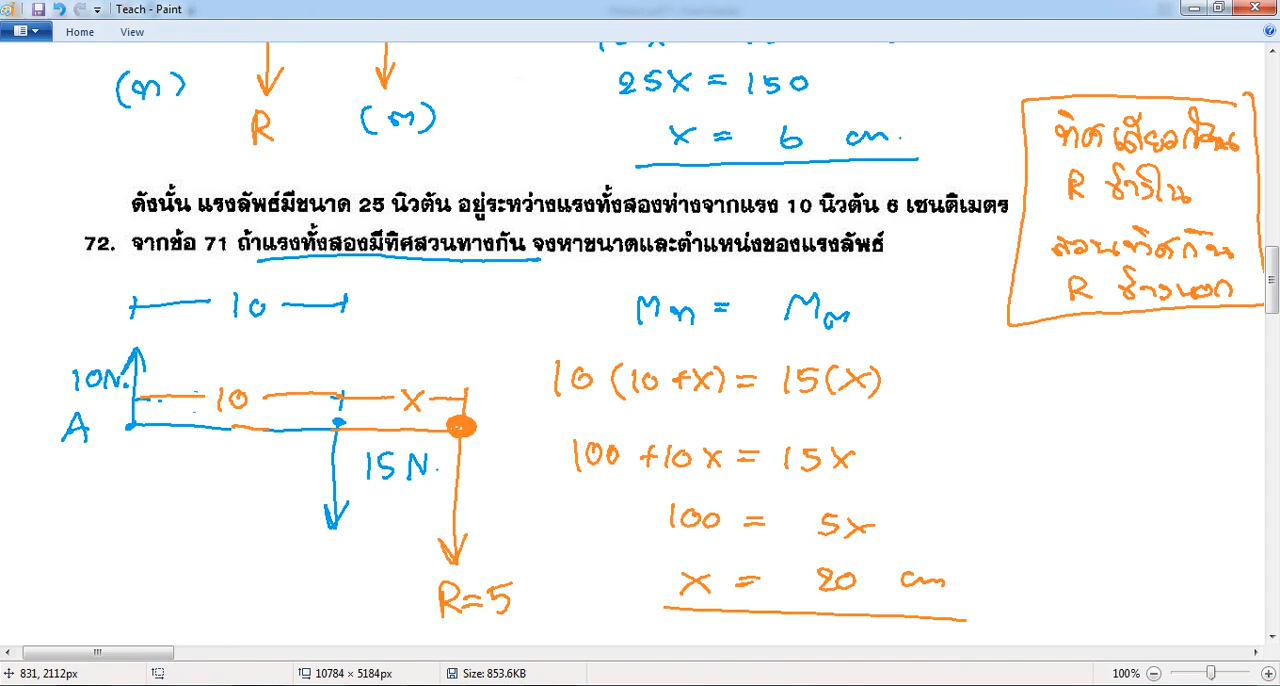 Teach - Paint
Home View
25X = 150
(ท)
R
(ต)
X = 6 cm.
ทิศเดียวกัน
R ข้างใน
สวนทิศกัน
R ข้างนอก
ดังนั้น แรงลัพธ์มีขนาด 25 นิวตัน อยู่ระหว่างแรงทั้งสองห่างจากแรง 10 นิวตัน 6 เซนติเมตร
72. จากข้อ 71 ถ้าแรงทั้งสองมีทิศสวนทางกัน จงหาขนาดและตำแหน่งของแรงลัพธ์
10
Mท = Mต
10N.
10 X
10 (10 +X) = 15(X)
A
15N.
100 +10X = 15X
100 = 5X
R=5
X = 20 cm
831, 2112px
10784 × 5184px
Size: 853.6KB
100%